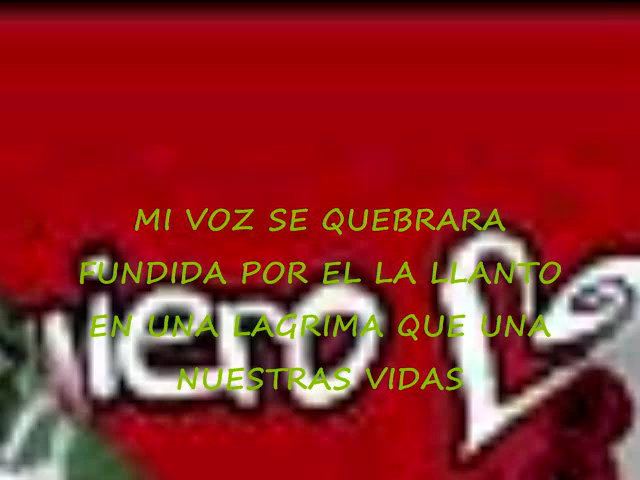 MI VOZ SE QUEBRARA
FUNDIDA POR EL LA LLANTO
EN UNA LAGRIMA QUE UNA
NUESTRAS VIDAS